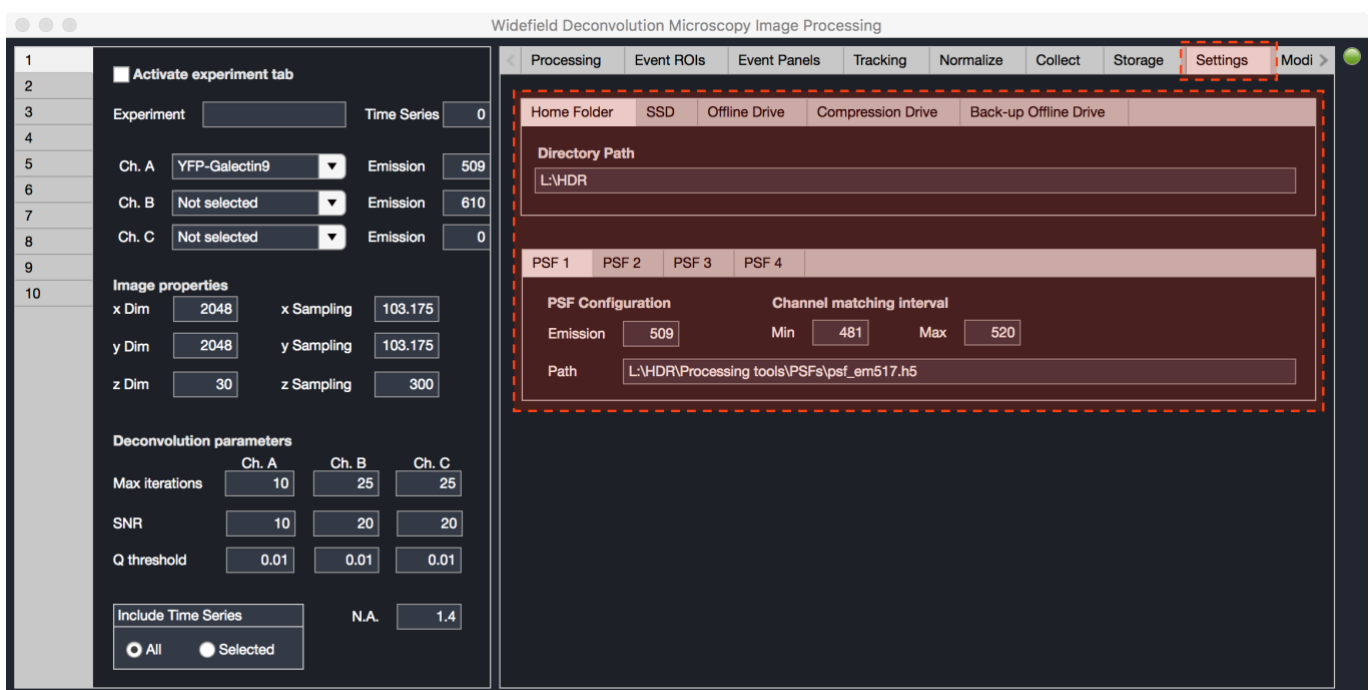 Widefield Deconvolution Microscopy Image Processing
1
2
3
4
5
6
7
8
9
10
Activate experiment tab
Experiment Time Series 0
Ch. A YFP-Galectin9 Emission 509
Ch. B Not selected Emission 610
Ch. C Not selected Emission 0
Image properties
x Dim 2048 x Sampling 103.175
y Dim 2048 y Sampling 103.175
z Dim 30 z Sampling 300
Deconvolution parameters
Ch. A Ch. B Ch. C
Max iterations 10 25 25
SNR 10 20 20
Q threshold 0.01 0.01 0.01
Include Time Series N.A. 1.4
All Selected
Processing Event ROIs Event Panels Tracking Normalize Collect Storage Settings Modi
Home Folder SSD Offline Drive Compression Drive Back-up Offline Drive
Directory Path
L:\HDR
PSF 1 PSF 2 PSF 3 PSF 4
PSF Configuration Channel matching interval
Emission 509 Min 481 Max 520
Path L:\HDR\Processing tools\PSFs\psf_em517.h5